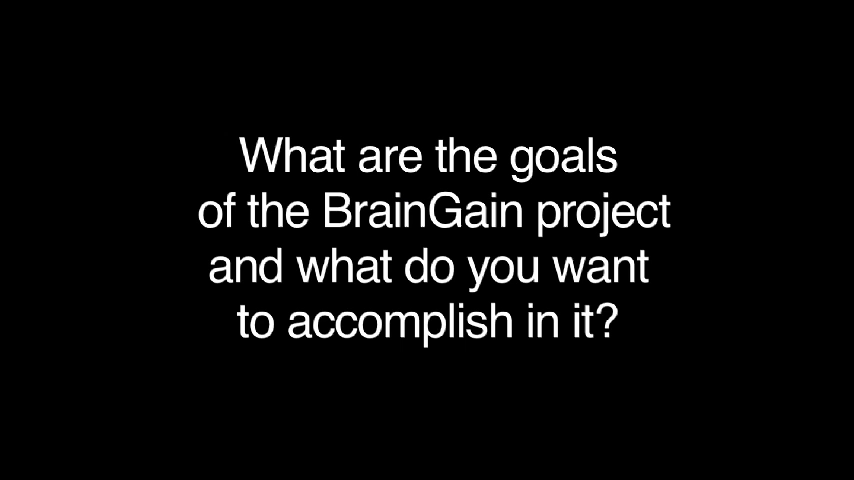 What are the goals
of the BrainGain project
and what do you want
to accomplish in it?